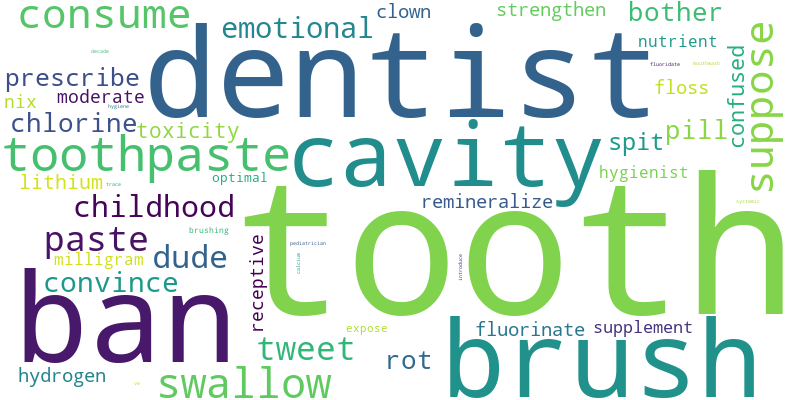 consume
clown
strengthen
bother
emotional
dentist
nutrient
decade
prescribe
fluoridate
mouthwash
confused
suppose
nix
moderate
hygiene
floss
chlorine
toxicity
cavity
spit
pill
toothpaste
lithium
trace
optimal
hygienist
tooth
childhood
remineralize
systemic
brushing
paste
dude
receptive
pediatrician
calcium
introduce
milligram
convince
ban
expose
fluorinate
supplement
brush
tweet
rot
hydrogen
swallow